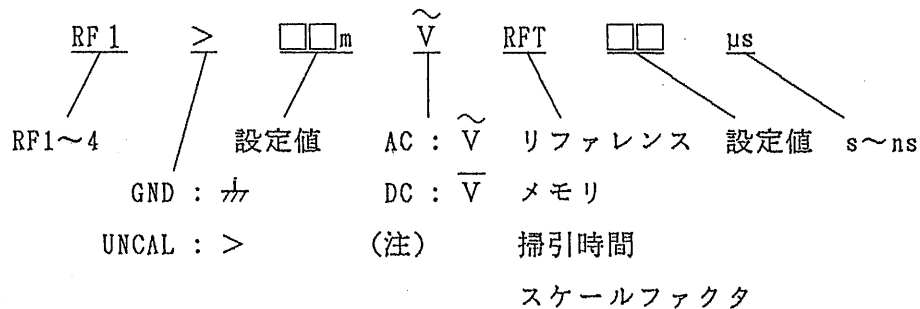 RF1 > □□m Ṽ RFT □□ μs
RF1～4 設定値 AC : Ṽ リファレンス 設定値 s～ns
GND : ⏚ DC : V̅ メモリ
UNCAL : > (注) 掃引時間
スケールファクタ